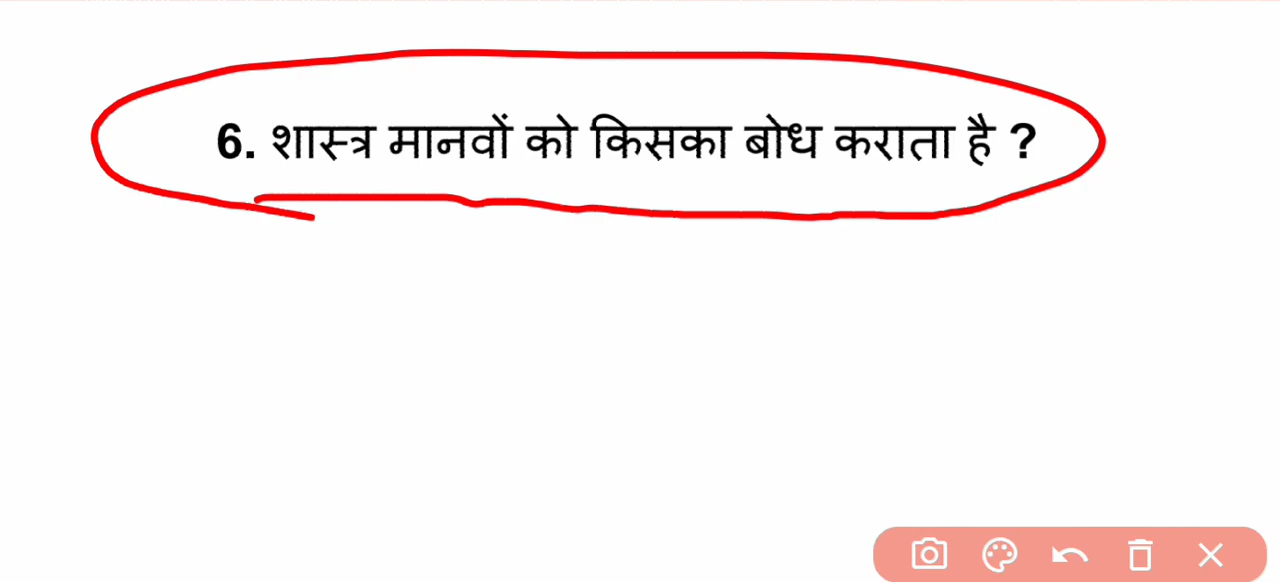 6. शास्त्र मानवों को किसका बोध कराता है ?